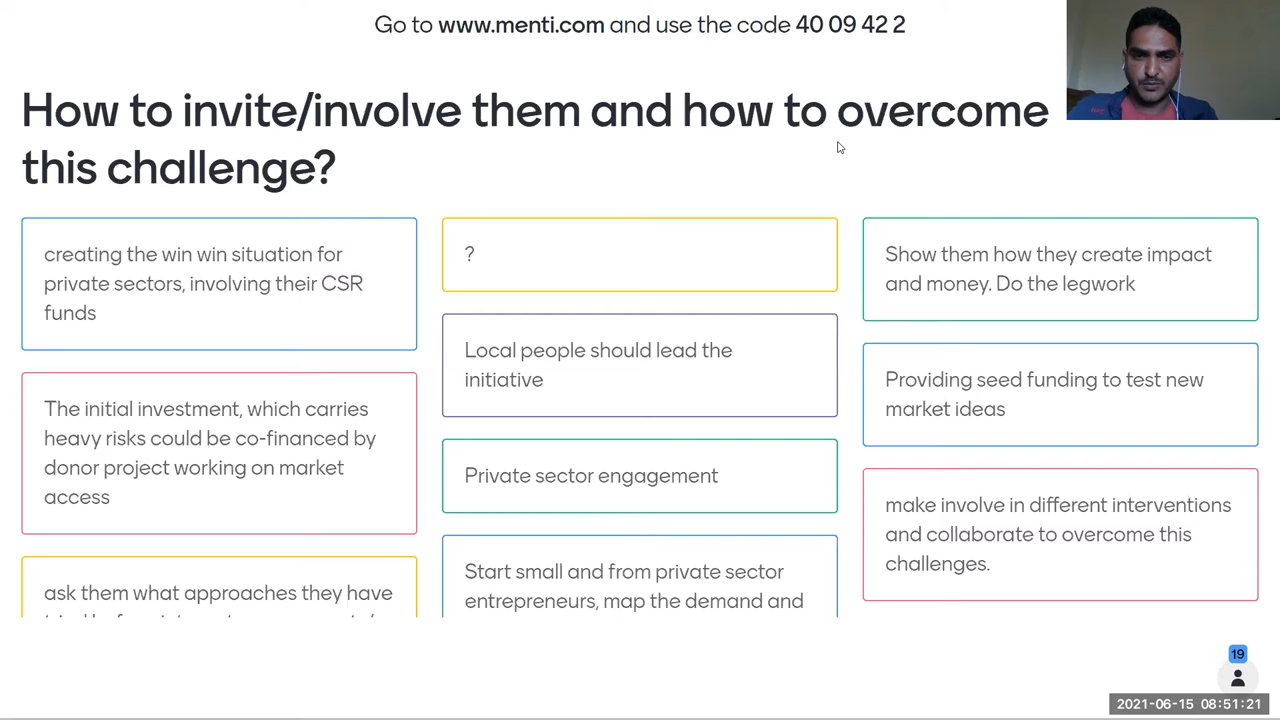 Go to www.menti.com and use the code 40 09 42 2
How to invite/involve them and how to overcome
this challenge?
creating the win win situation for
private sectors, involving their CSR
funds
The initial investment, which carries
heavy risks could be co-financed by
donor project working on market
access
ask them what approaches they have
?
Local people should lead the
initiative
Private sector engagement
Start small and from private sector
entrepreneurs, map the demand and
Show them how they create impact
and money. Do the legwork
Providing seed funding to test new
market ideas
make involve in different interventions
and collaborate to overcome this
challenges.
19
2021-06-15 08:51:21